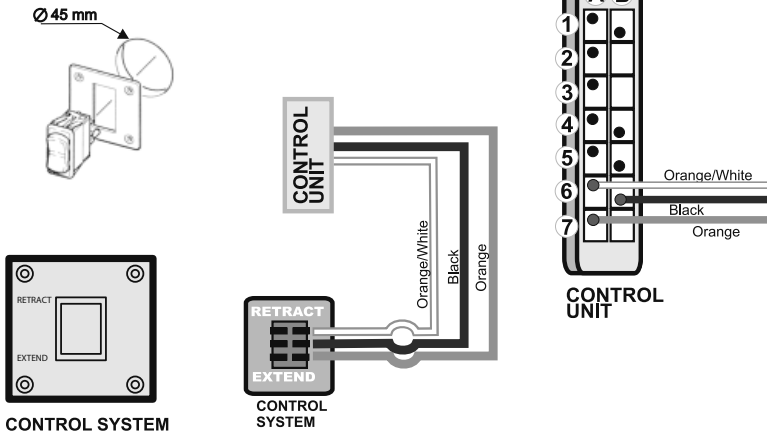 Ø 45 mm
RETRACT
EXTEND
CONTROL SYSTEM
CONTROL
UNIT
Orange/White
Black
Orange
RETRACT
EXTEND
CONTROL
SYSTEM
A B
1
2
3
4
5
6
7
Orange/White
Black
Orange
CONTROL
UNIT